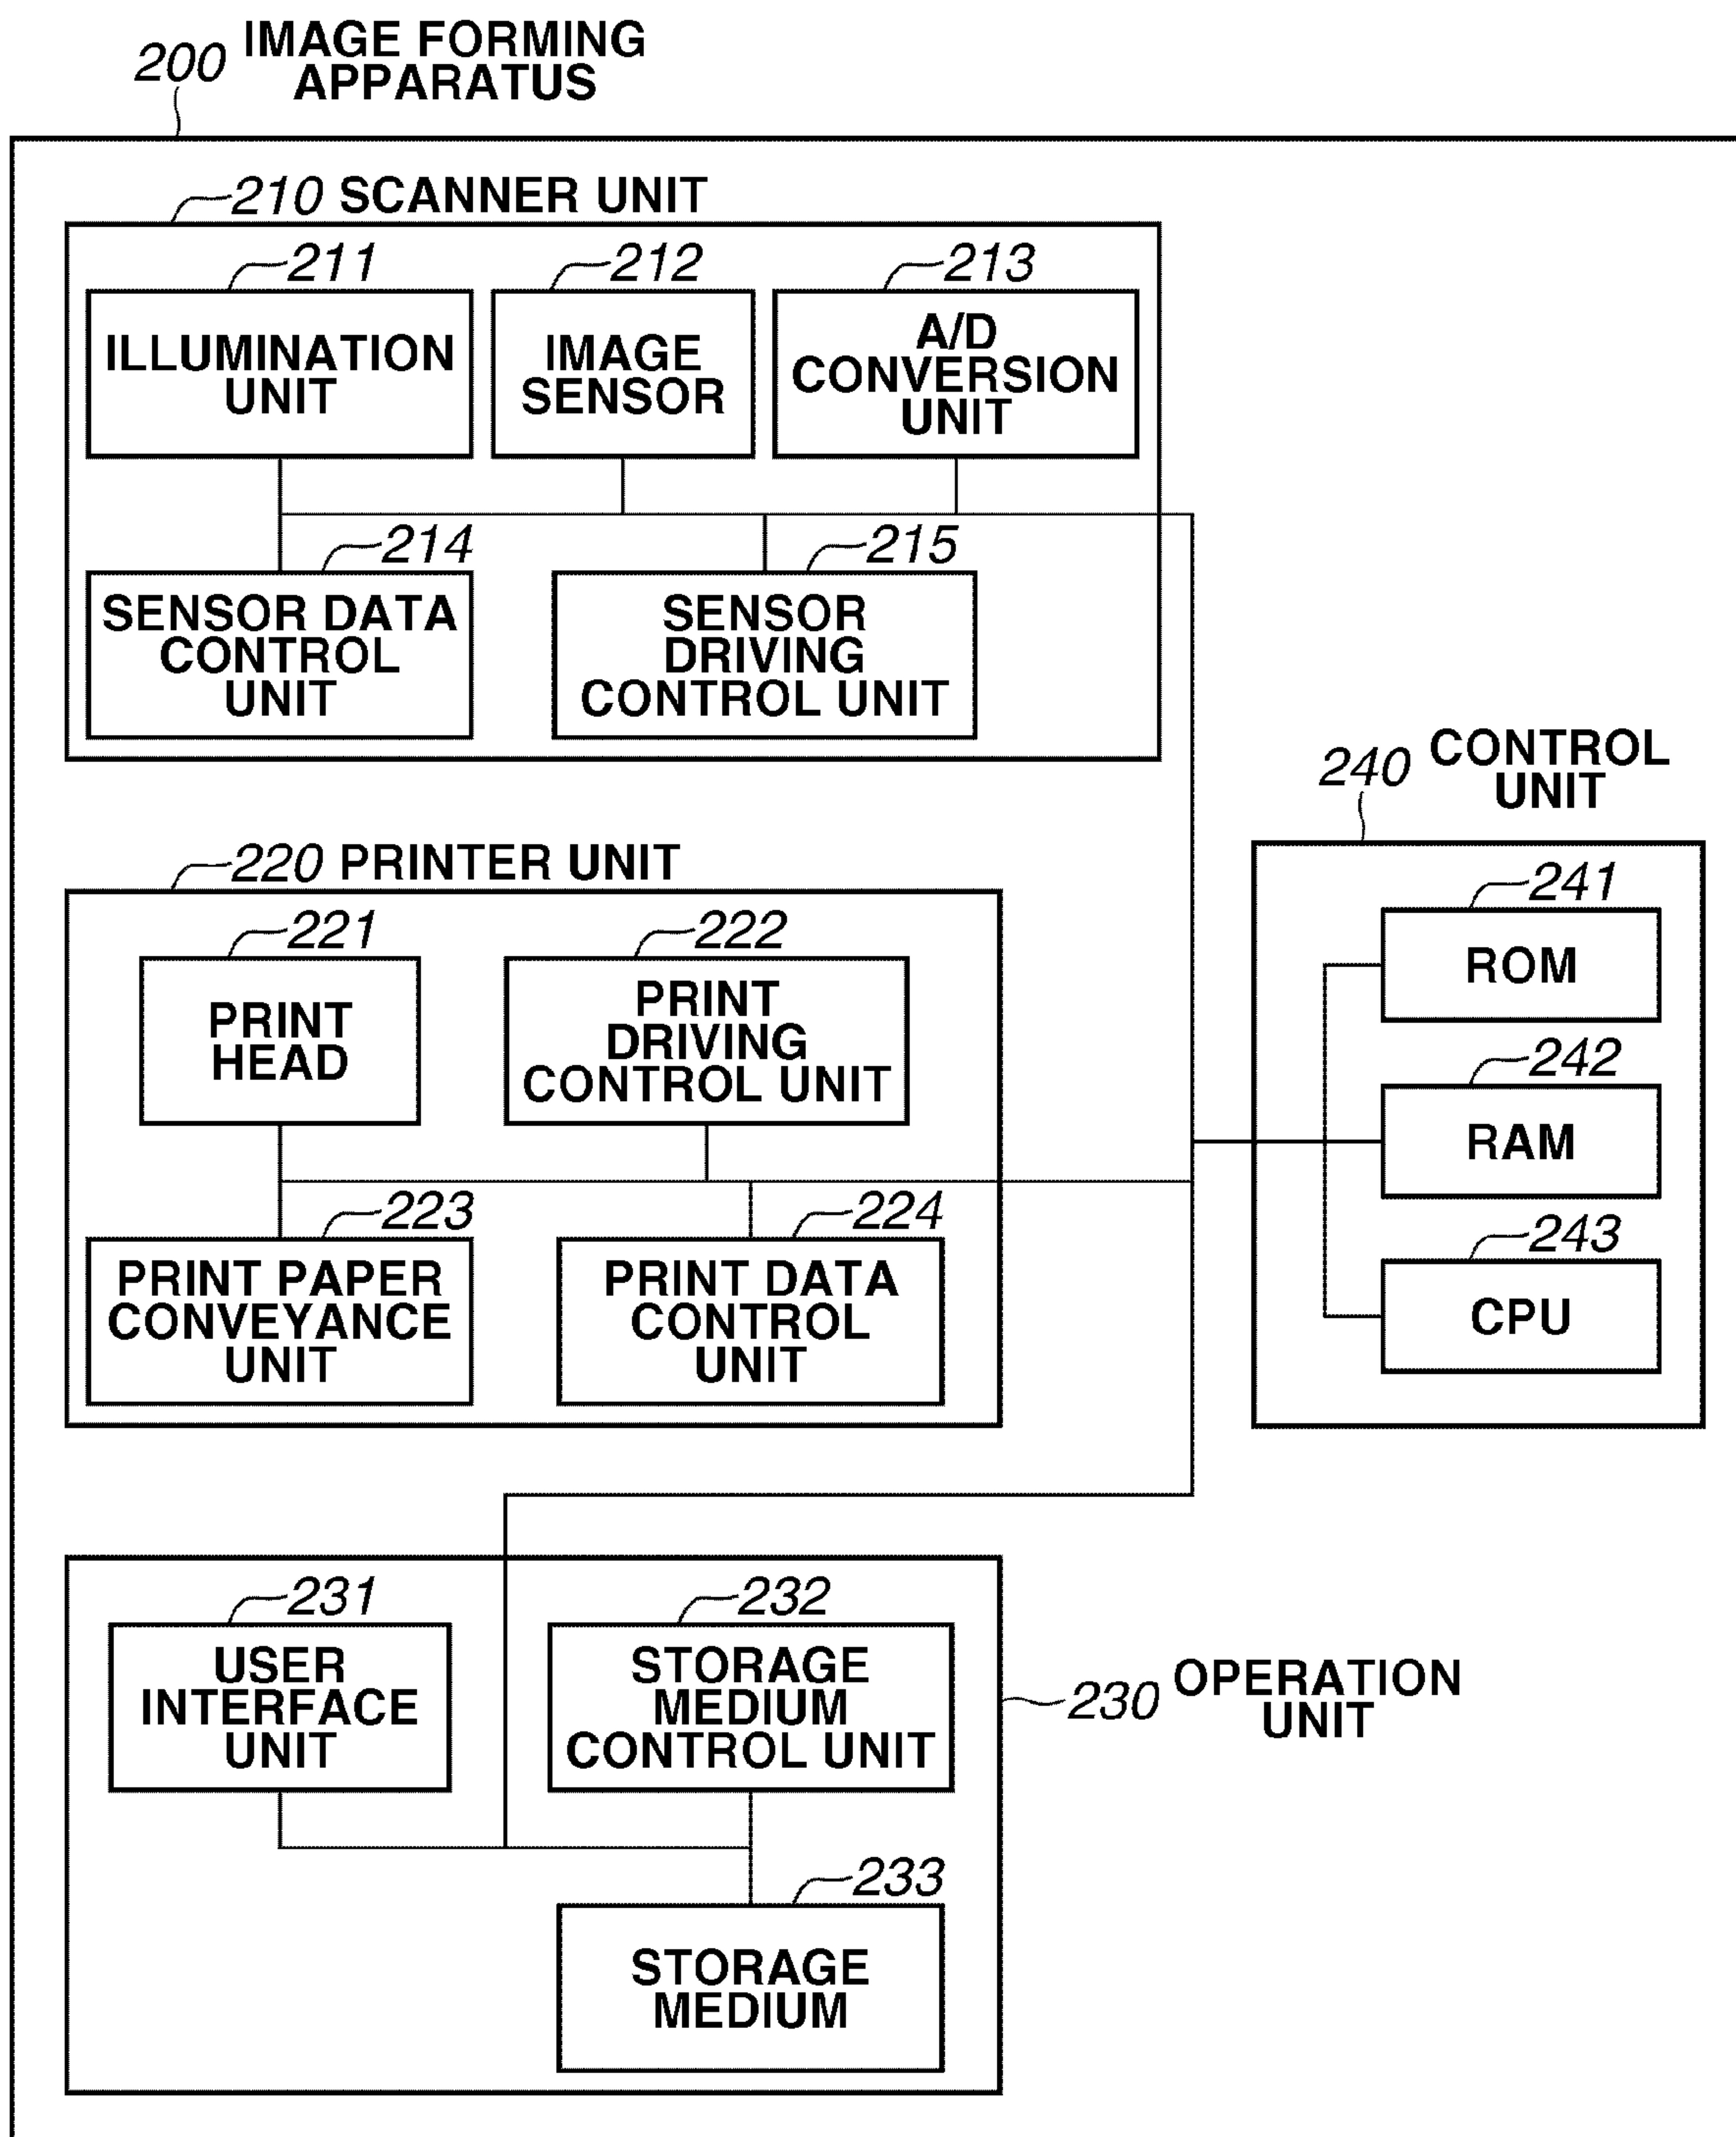 200 IMAGE FORMING
APPARATUS
210 SCANNER UNIT
211
ILLUMINATION
UNIT
212
IMAGE
SENSOR
213
A/D
CONVERSION
UNIT
214
SENSOR DATA
CONTROL
UNIT
215
SENSOR
DRIVING
CONTROL UNIT
220 PRINTER UNIT
221
PRINT
HEAD
222
PRINT
DRIVING
CONTROL UNIT
223
PRINT PAPER
CONVEYANCE
UNIT
224
PRINT DATA
CONTROL
UNIT
240 CONTROL
UNIT
241
ROM
242
RAM
243
CPU
231
USER
INTERFACE
UNIT
232
STORAGE
MEDIUM
CONTROL UNIT
233
STORAGE
MEDIUM
230 OPERATION
UNIT